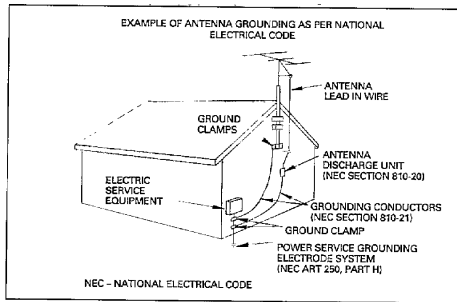 EXAMPLE OF ANTENNA GROUNDING AS PER NATIONAL
ELECTRICAL CODE
ANTENNA
LEAD IN WIRE
GROUND
CLAMPS
ANTENNA
DISCHARGE UNIT
(NEC SECTION 810-20)
ELECTRIC
SERVICE
EQUIPMENT
GROUNDING CONDUCTORS
(NEC SECTION 810-21)
GROUND CLAMP
POWER SERVICE GROUNDING
ELECTRODE SYSTEM
(NEC ART 250, PART H)
NEC – NATIONAL ELECTRICAL CODE